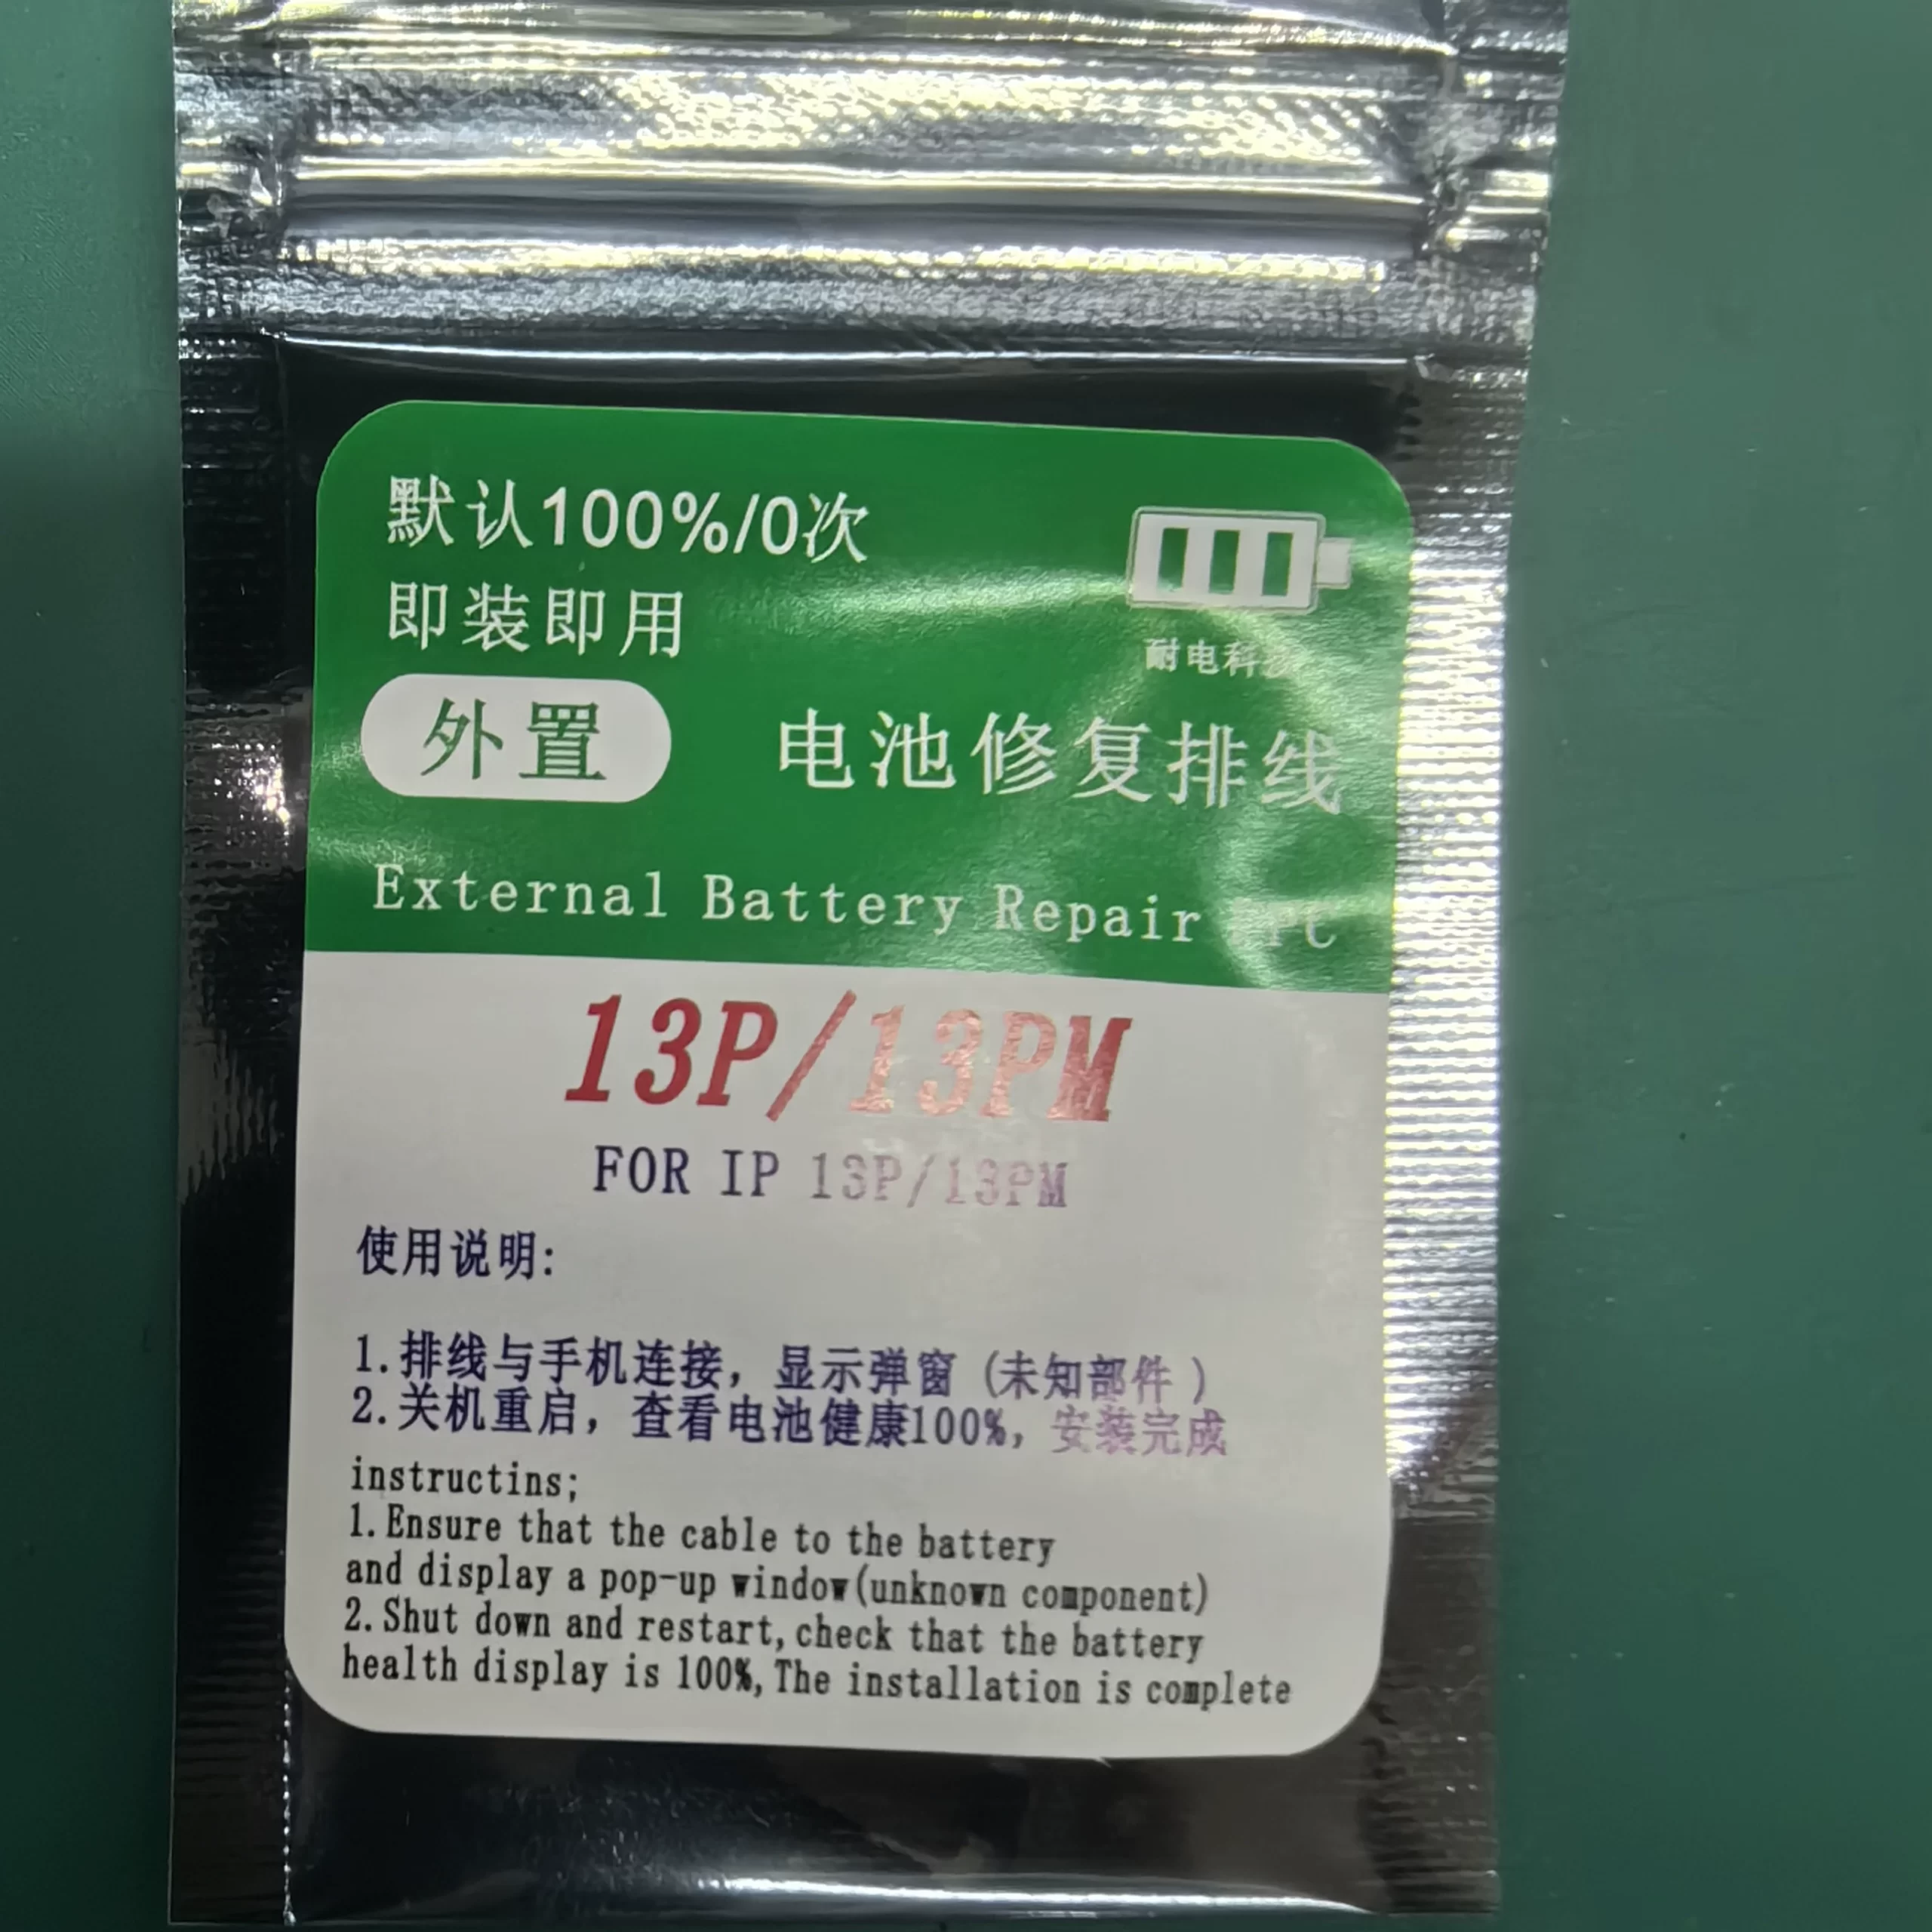 默认100%/0次
即装即用
耐电科技
外置 电池修复排线
External Battery Repair FPC
13P/13PM
FOR IP 13P/13PM
使用说明:
1.排线与手机连接，显示弹窗（未知部件）
2.关机重启，查看电池健康100%，安装完成
instructins;
1.Ensure that the cable to the battery
and display a pop-up window(unknown component)
2.Shut down and restart,check that the battery
health display is 100%,The installation is complete